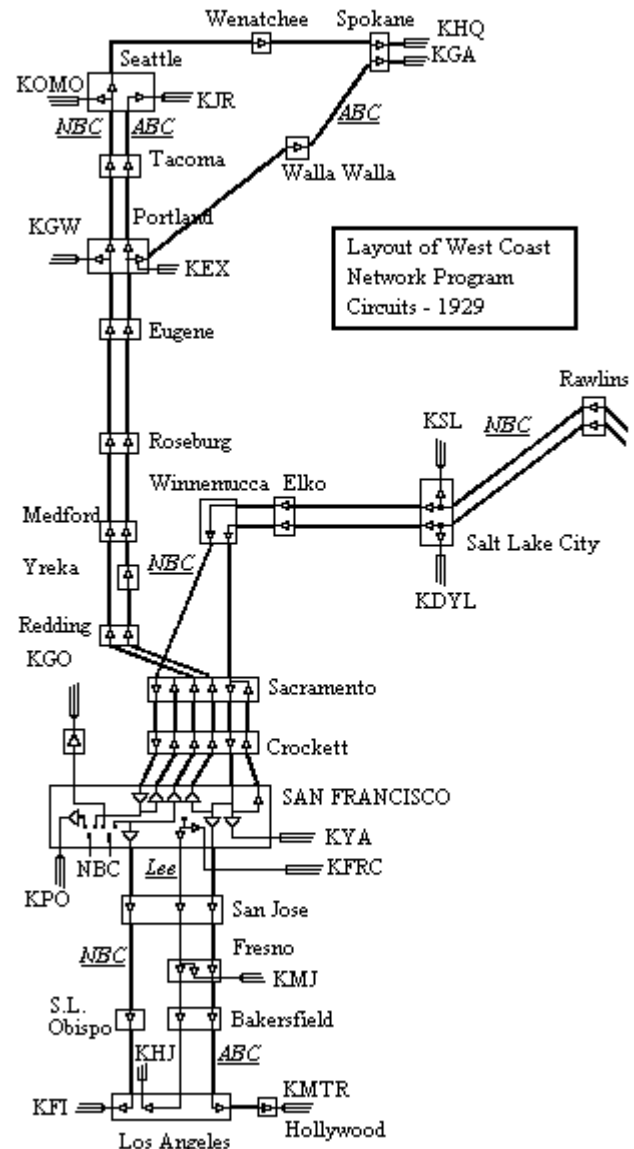 Wenatchee
Spokane
KHQ
KGA
Seattle
KOMO
KJR
NBC
ABC
ABC
Tacoma
Walla Walla
Portland
KGW
KEX
Layout of West Coast
Network Program
Circuits - 1929
Eugene
Rawlins
KSL
NBC
Roseburg
Winnemucca
Elko
Medford
Salt Lake City
NBC
Yreka
KDYL
Redding
KGO
Sacramento
Crockett
SAN FRANCISCO
KYA
NBC
Lee
KFRC
KPO
San Jose
Fresno
NBC
KMJ
S.L.
Obispo
Bakersfield
KHJ
ABC
KMTR
KFI
Hollywood
Los Angeles